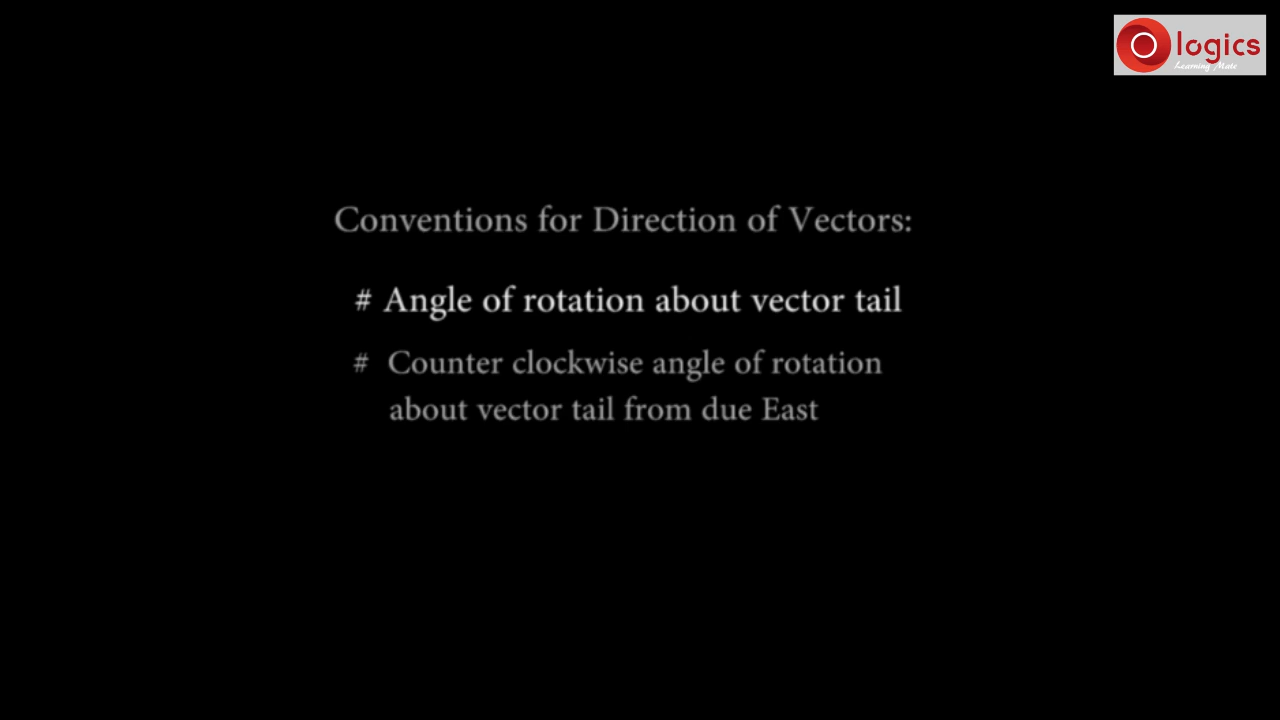 logics
Learning Mate
Conventions for Direction of Vectors:
# Angle of rotation about vector tail
# Counter clockwise angle of rotation
about vector tail from due East